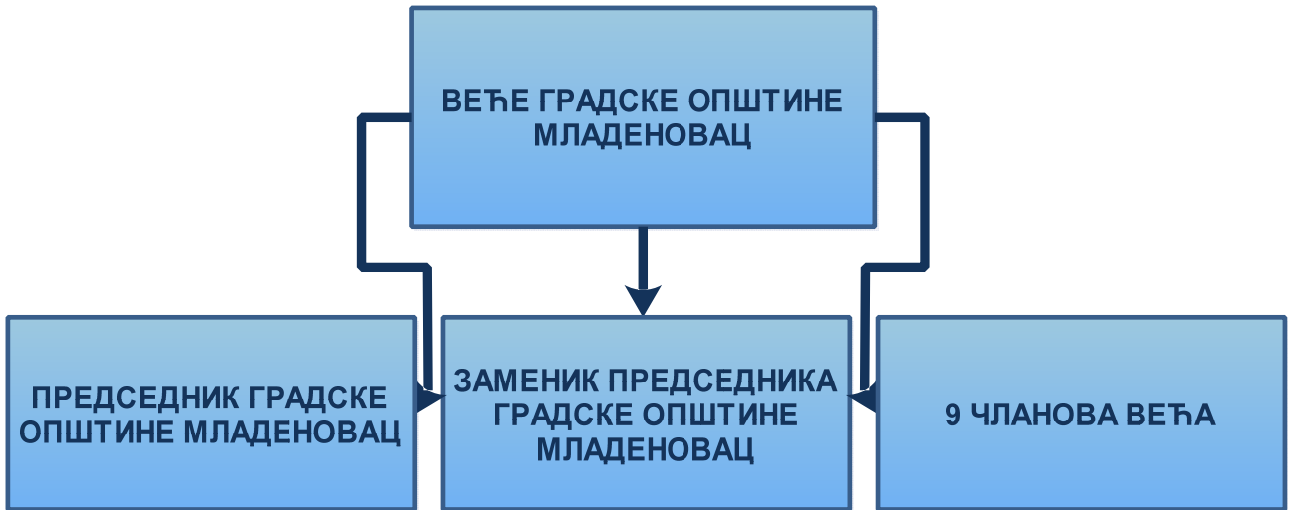 ВЕЋЕ ГРАДСКЕ ОПШТИНЕ
МЛАДЕНОВАЦ
ПРЕДСЕДНИК ГРАДСКЕ
ОПШТИНЕ МЛАДЕНОВАЦ
ЗАМЕНИК ПРЕДСЕДНИКА
ГРАДСКЕ ОПШТИНЕ
МЛАДЕНОВАЦ
9 ЧЛАНОВА ВЕЋА